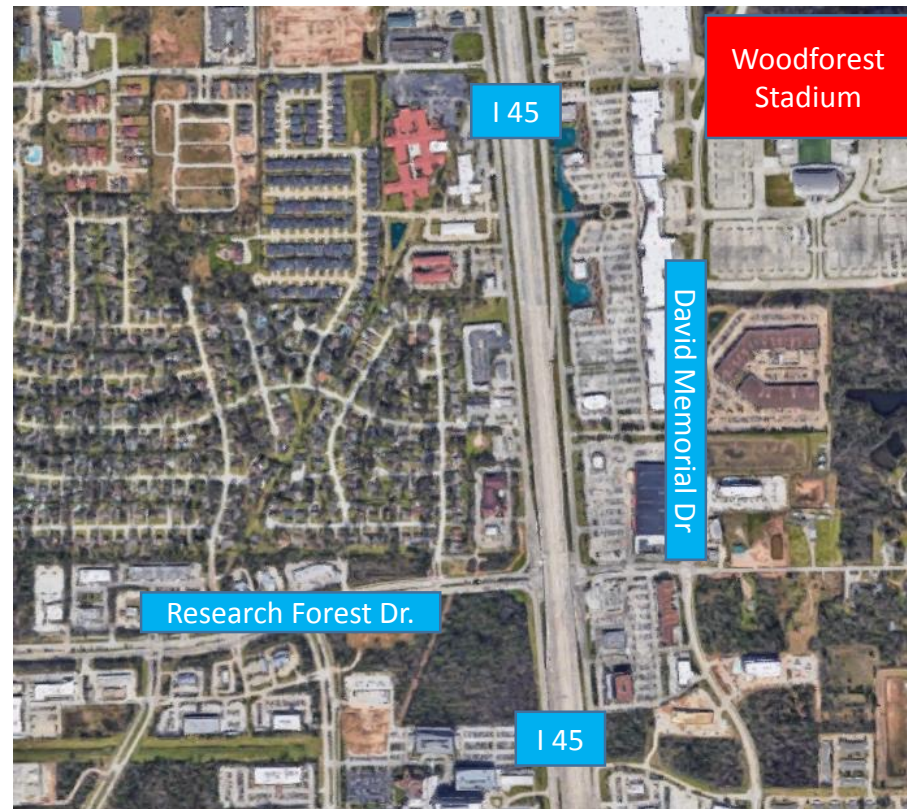 Woodforest
Stadium
I 45
David Memorial Dr
Research Forest Dr.
I 45